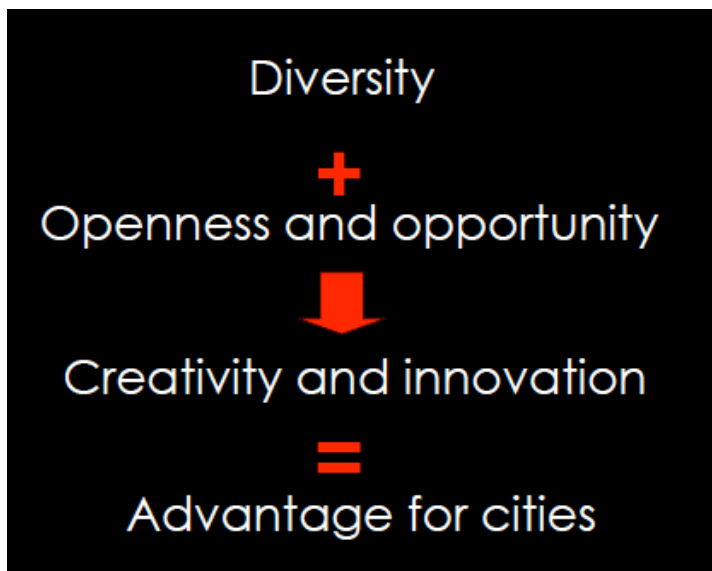 Diversity
+
Openness and opportunity
Creativity and innovation
=
Advantage for cities